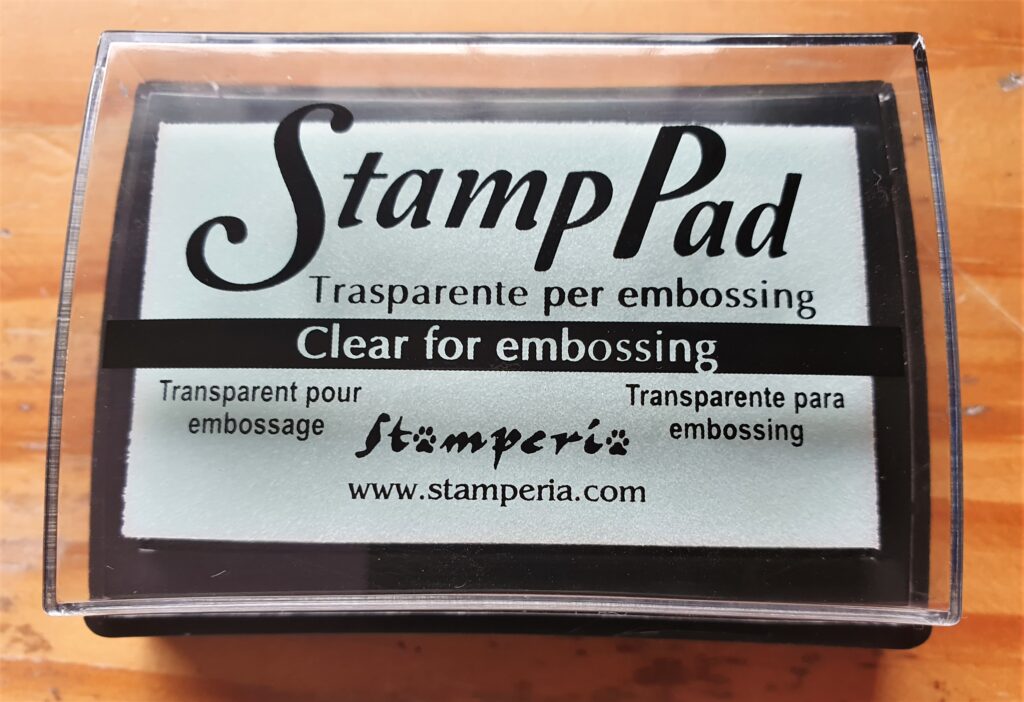 StampPad
Trasparente per embossing
Clear for embossing
Transparent pour
embossage
Transparente para
embossing
Stamperia
www.stamperia.com